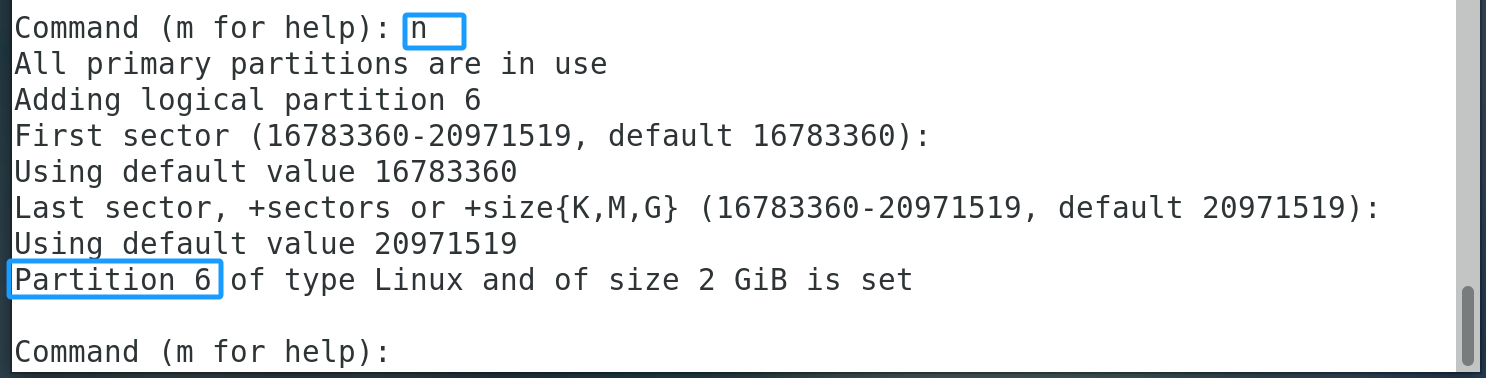 Command (m for help): n
All primary partitions are in use
Adding logical partition 6
First sector (16783360-20971519, default 16783360):
Using default value 16783360
Last sector, +sectors or +size{K,M,G} (16783360-20971519, default 20971519):
Using default value 20971519
Partition 6 of type Linux and of size 2 GiB is set
Command (m for help):